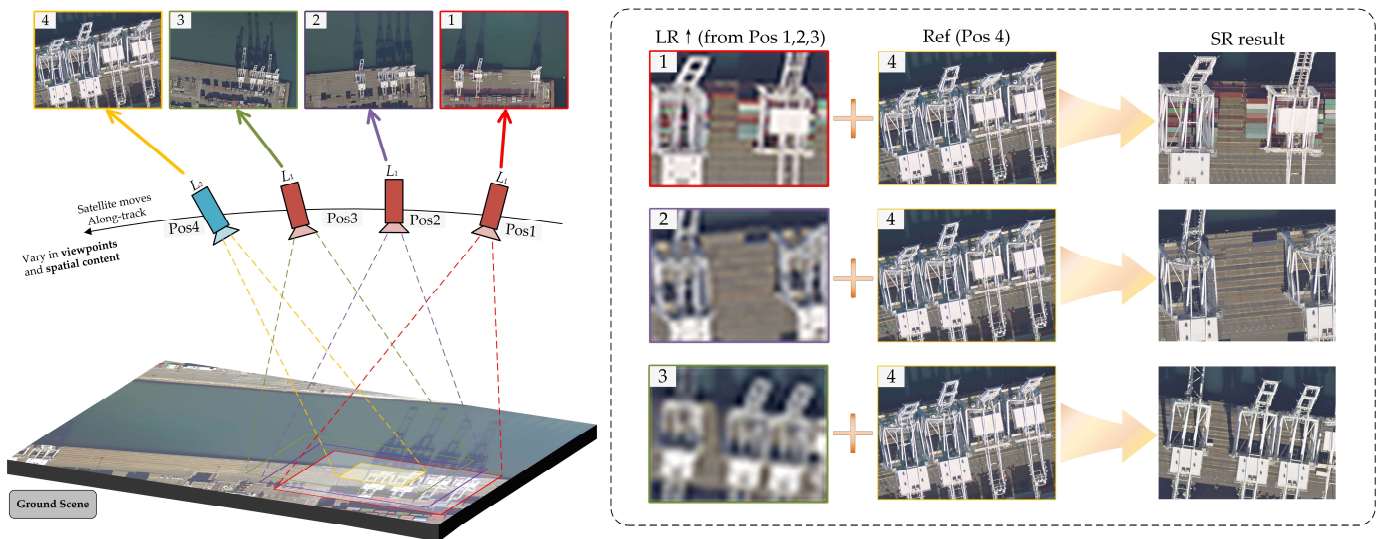 4
3
2
1
L2
L1
L1
L1
Satellite moves
Along-track
Pos4
Pos3
Pos2
Pos1
Vary in viewpoints
and spatial content
Ground Scene
LR ↑ (from Pos 1,2,3)
Ref (Pos 4)
SR result
1
4
2
4
3
4